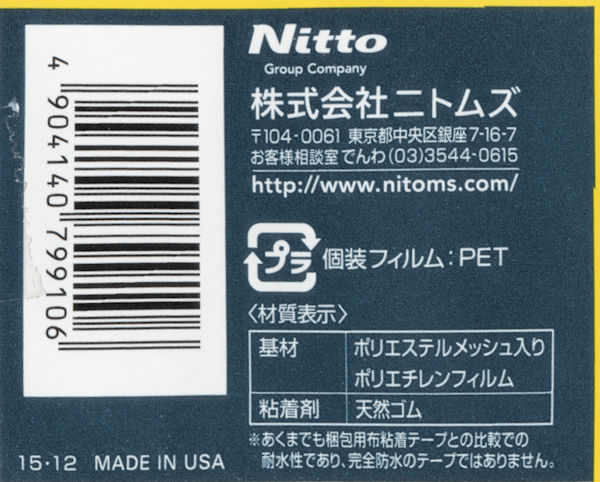 Nitto
Group Company
株式会社ニトムズ
〒104-0061 東京都中央区銀座7-16-7
お客様相談室 でんわ(03)3544-0615
http://www.nitoms.com/
プラ 個装フィルム:PET
〈材質表示〉
基材 ポリエステルメッシュ入り
ポリエチレンフィルム
粘着剤 天然ゴム
※あくまでも梱包用布粘着テープとの比較での
耐水性であり、完全防水のテープではありません。
4 904140 799106
15・12 MADE IN USA